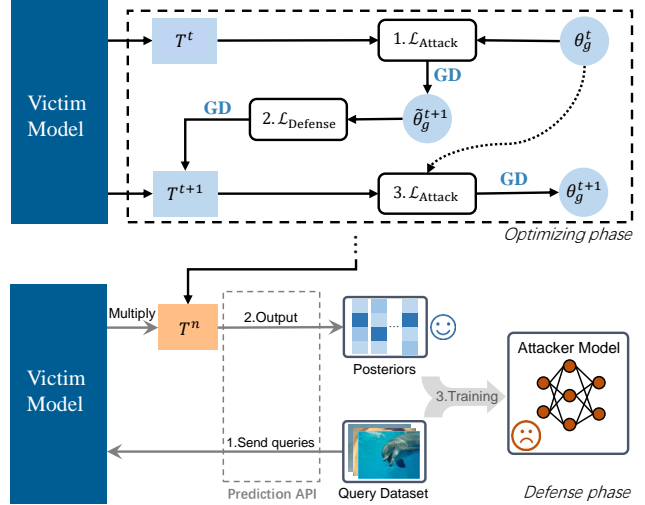 Victim
Model
T^t
1. ℒ_Attack
θ_g^t
GD
GD
2. ℒ_Defense
θ̃_g^{t+1}
T^{t+1}
3. ℒ_Attack
GD
θ_g^{t+1}
Optimizing phase
⋮
Victim
Model
Multiply
T^n
2.Output
...
Posteriors
Attacker Model
3.Training
1.Send queries
Prediction API
Query Dataset
Defense phase